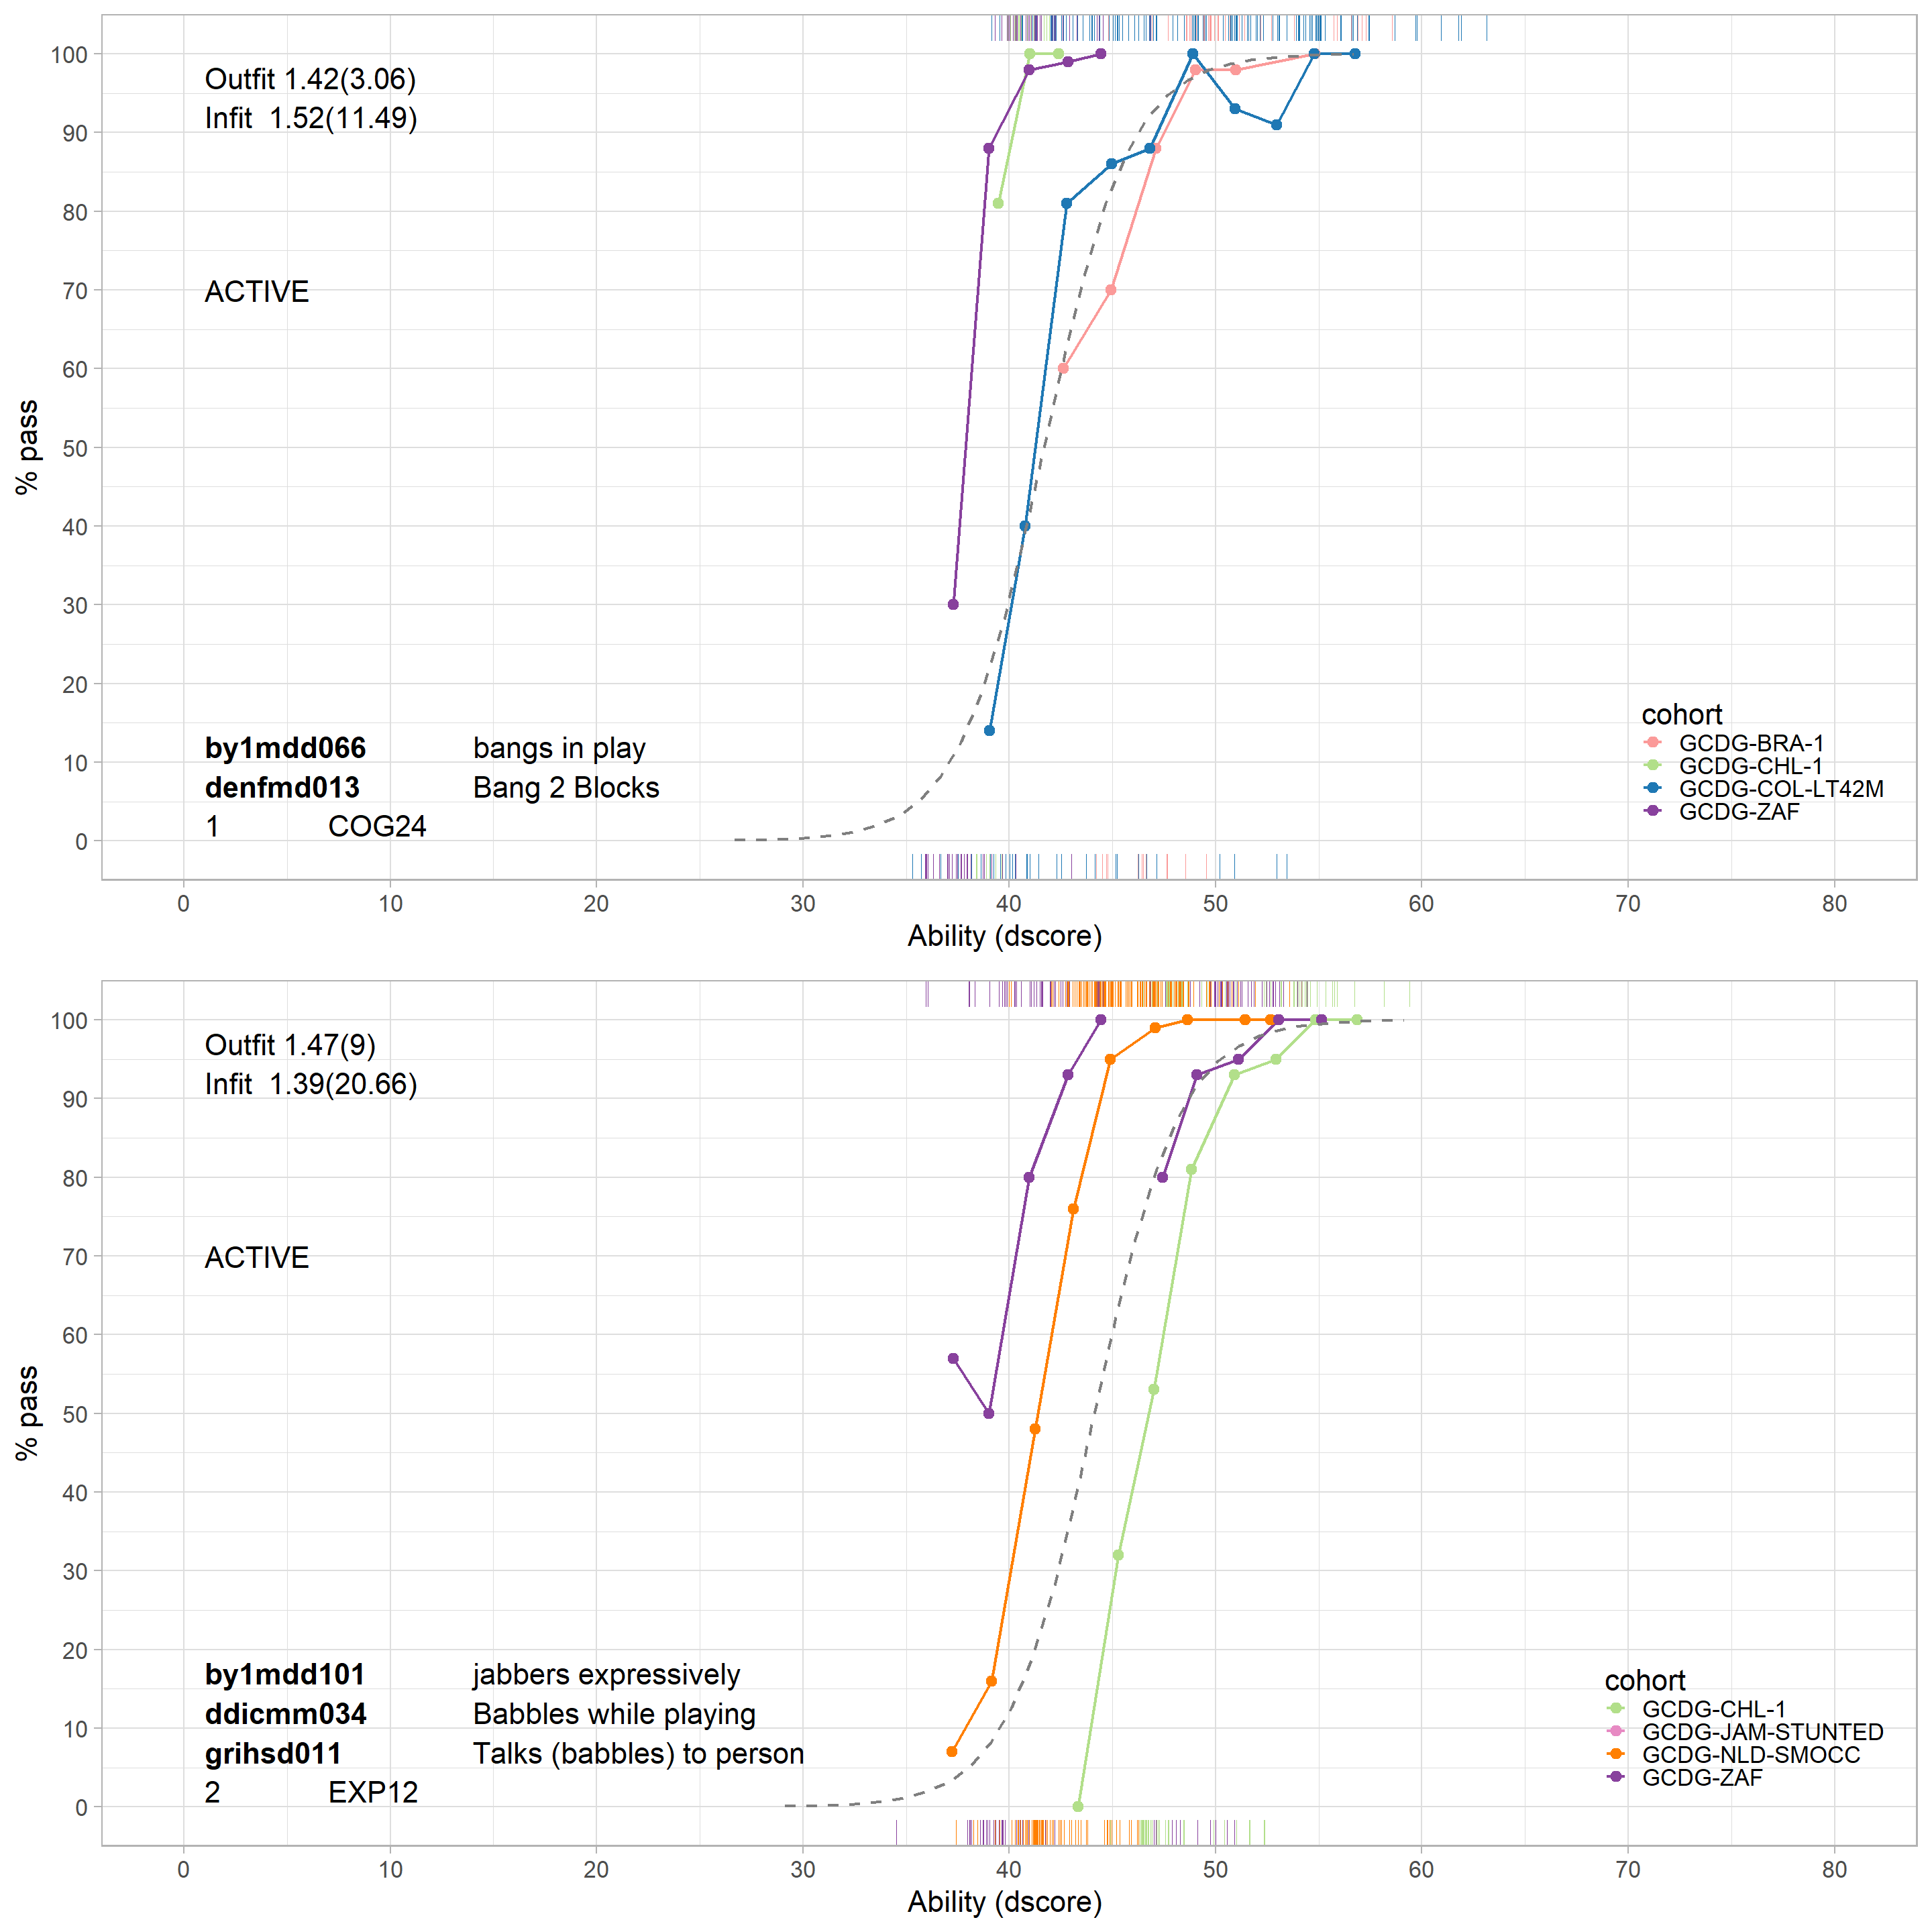 100
90
80
70
60
50
40
30
20
10
0
% pass
Outfit 1.42(3.06)
Infit 1.52(11.49)
ACTIVE
by1mdd066 bangs in play
denfmd013 Bang 2 Blocks
1 COG24
cohort
GCDG-BRA-1
GCDG-CHL-1
GCDG-COL-LT42M
GCDG-ZAF
0 10 20 30 40 50 60 70 80
Ability (dscore)
100
90
80
70
60
50
40
30
20
10
0
% pass
Outfit 1.47(9)
Infit 1.39(20.66)
ACTIVE
by1mdd101 jabbers expressively
ddicmm034 Babbles while playing
grihsd011 Talks (babbles) to person
2 EXP12
cohort
GCDG-CHL-1
GCDG-JAM-STUNTED
GCDG-NLD-SMOCC
GCDG-ZAF
0 10 20 30 40 50 60 70 80
Ability (dscore)